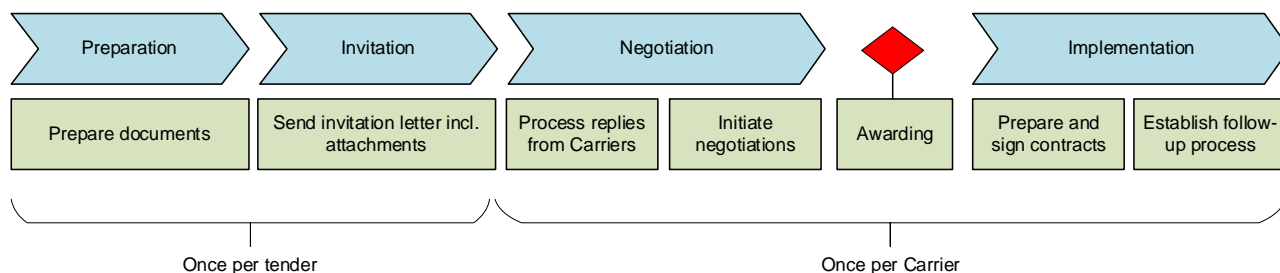 Preparation
Invitation
Negotiation
Implementation
Prepare documents
Send invitation letter incl.
attachments
Process replies
from Carriers
Initiate
negotiations
Awarding
Prepare and
sign contracts
Establish follow-
up process
Once per tender
Once per Carrier